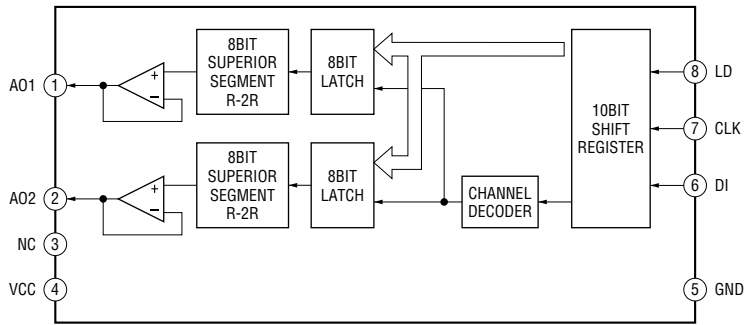 8BIT
SUPERIOR
SEGMENT
R-2R
8BIT
LATCH
10BIT
SHIFT
REGISTER
AO1
1
+
−
8
LD
7
CLK
6
DI
8BIT
SUPERIOR
SEGMENT
R-2R
8BIT
LATCH
CHANNEL
DECODER
AO2
2
+
−
NC
3
VCC
4
5
GND